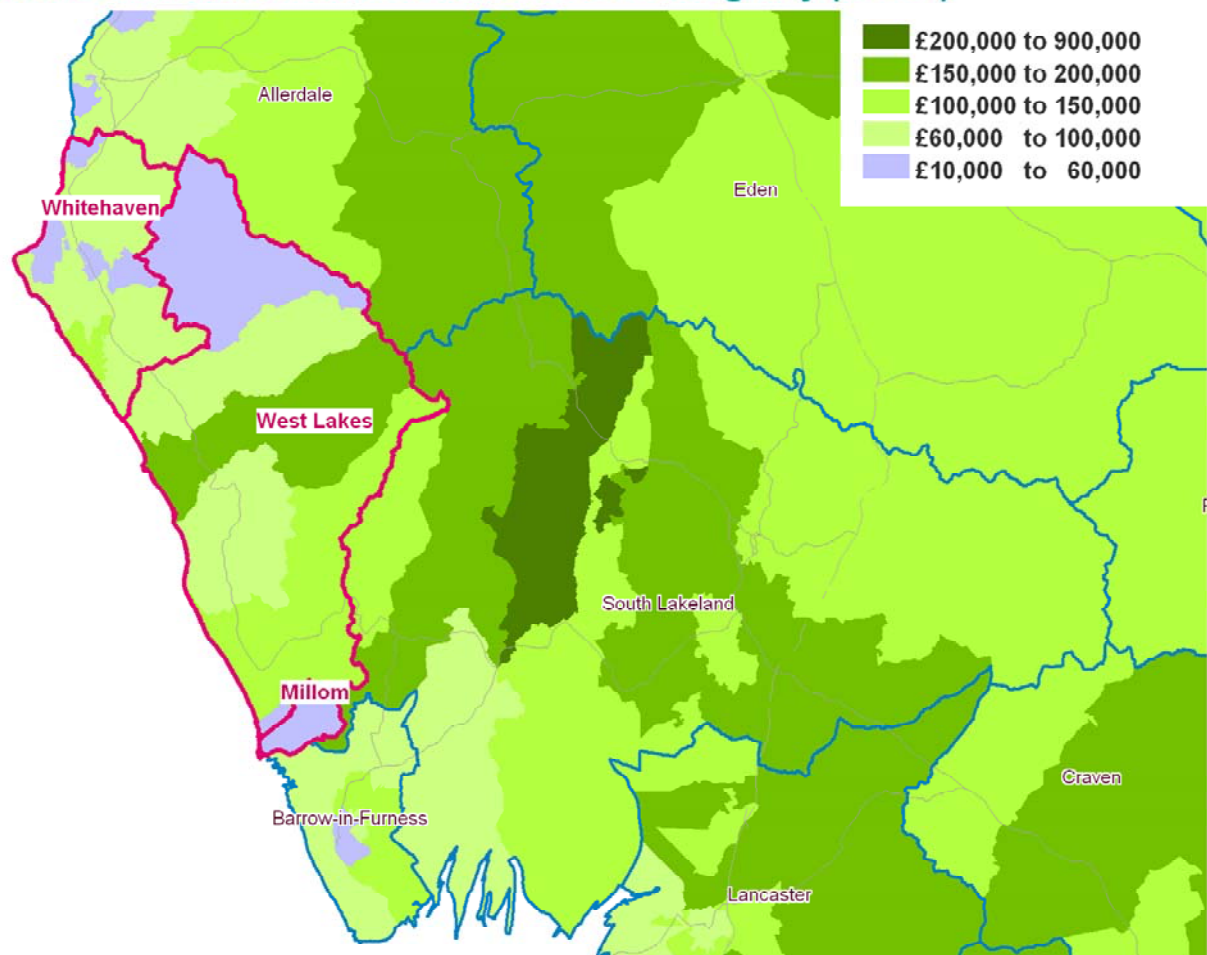 £200,000 to 900,000
£150,000 to 200,000
£100,000 to 150,000
£60,000 to 100,000
£10,000 to 60,000
Allerdale
Eden
Whitehaven
West Lakes
South Lakeland
Millom
Craven
Barrow-in-Furness
Lancaster